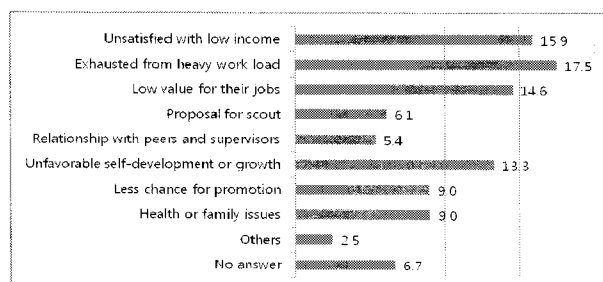 Unsatisfied with low income 15.9
Exhausted from heavy work load 17.5
Low value for their jobs 14.6
Proposal for scout 6.1
Relationship with peers and supervisors 5.4
Unfavorable self-development or growth 13.3
Less chance for promotion 9.0
Health or family issues 9.0
Others 2.5
No answer 6.7